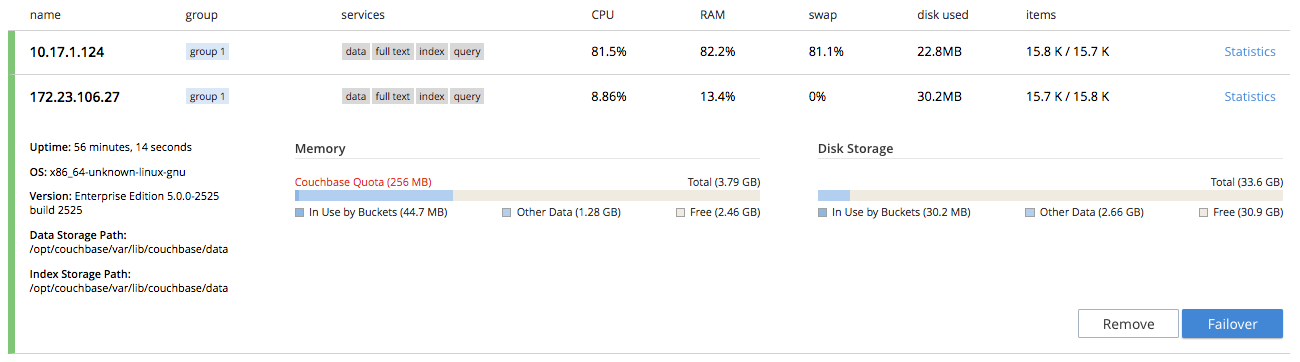 name group services CPU RAM swap disk used items
10.17.1.124 group 1 data full text index query 81.5% 82.2% 81.1% 22.8MB 15.8 K / 15.7 K Statistics
172.23.106.27 group 1 data full text index query 8.86% 13.4% 0% 30.2MB 15.7 K / 15.8 K Statistics
Uptime: 56 minutes, 14 seconds
OS: x86_64-unknown-linux-gnu
Version: Enterprise Edition 5.0.0-2525
build 2525
Data Storage Path:
/opt/couchbase/var/lib/couchbase/data
Index Storage Path:
/opt/couchbase/var/lib/couchbase/data
Memory
Couchbase Quota (256 MB) Total (3.79 GB)
In Use by Buckets (44.7 MB) Other Data (1.28 GB) Free (2.46 GB)
Disk Storage
Total (33.6 GB)
In Use by Buckets (30.2 MB) Other Data (2.66 GB) Free (30.9 GB)
Remove Failover